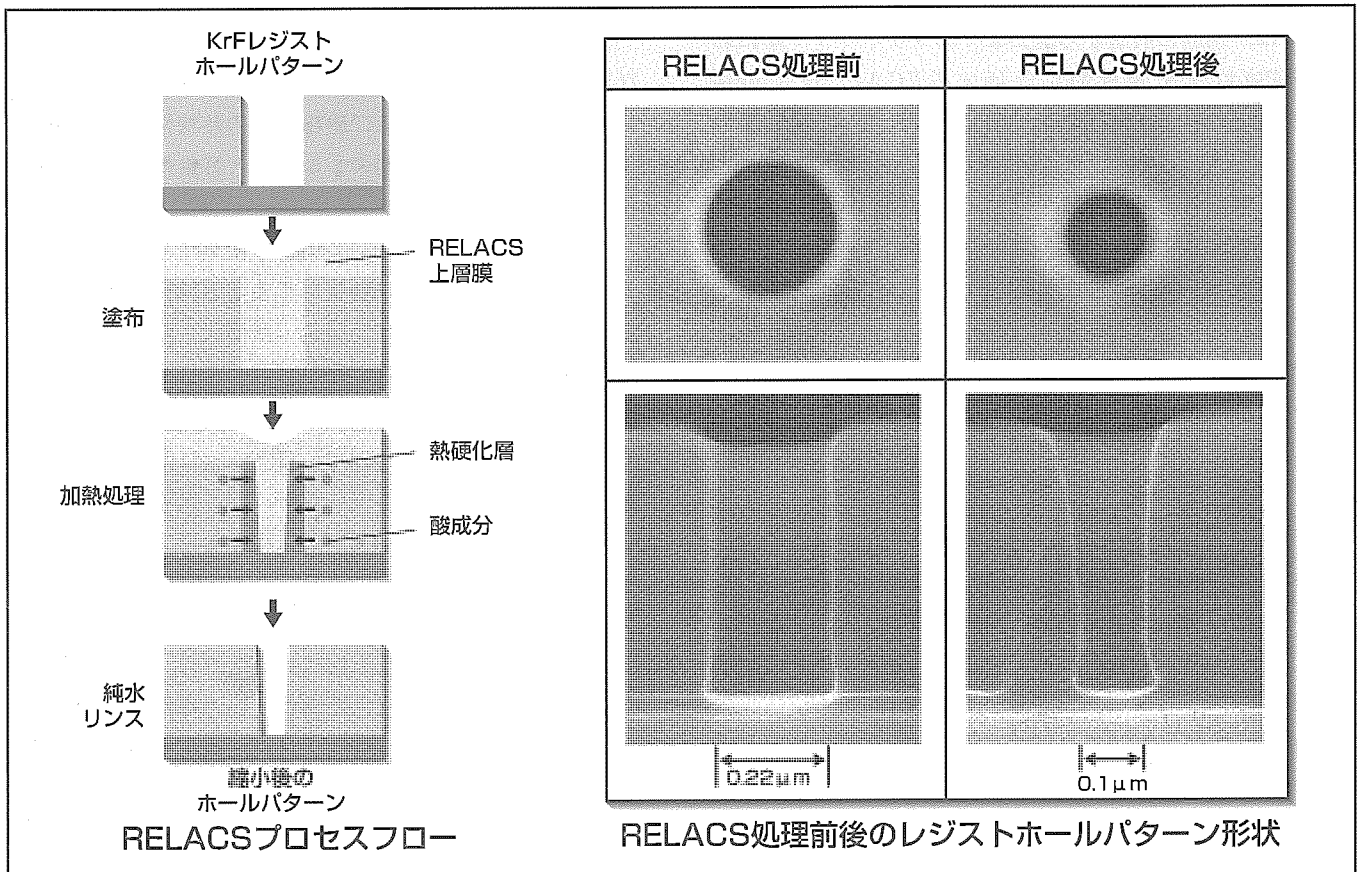 KrFレジスト
ホールパターン
RELACS
上層膜
塗布
熱硬化層
加熱処理
酸成分
純水
リンス
縮小後の
ホールパターン
RELACSプロセスフロー
RELACS処理前
RELACS処理後
0.22μm
0.1μm
RELACS処理前後のレジストホールパターン形状